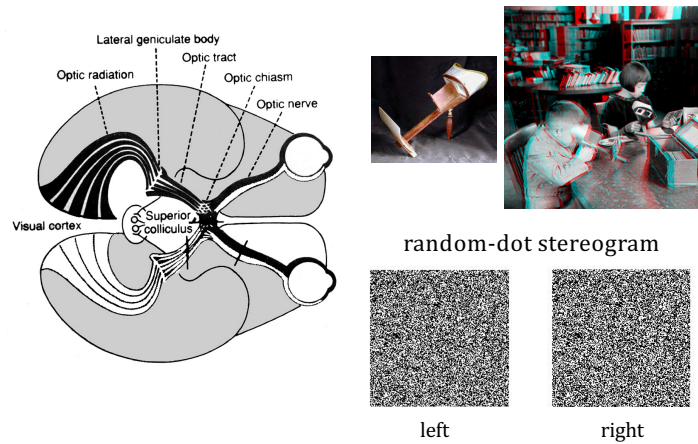 Lateral geniculate body
Optic tract
Optic radiation
Optic chiasm
Optic nerve
Visual cortex
Superior
colliculus
random-dot stereogram
left
right